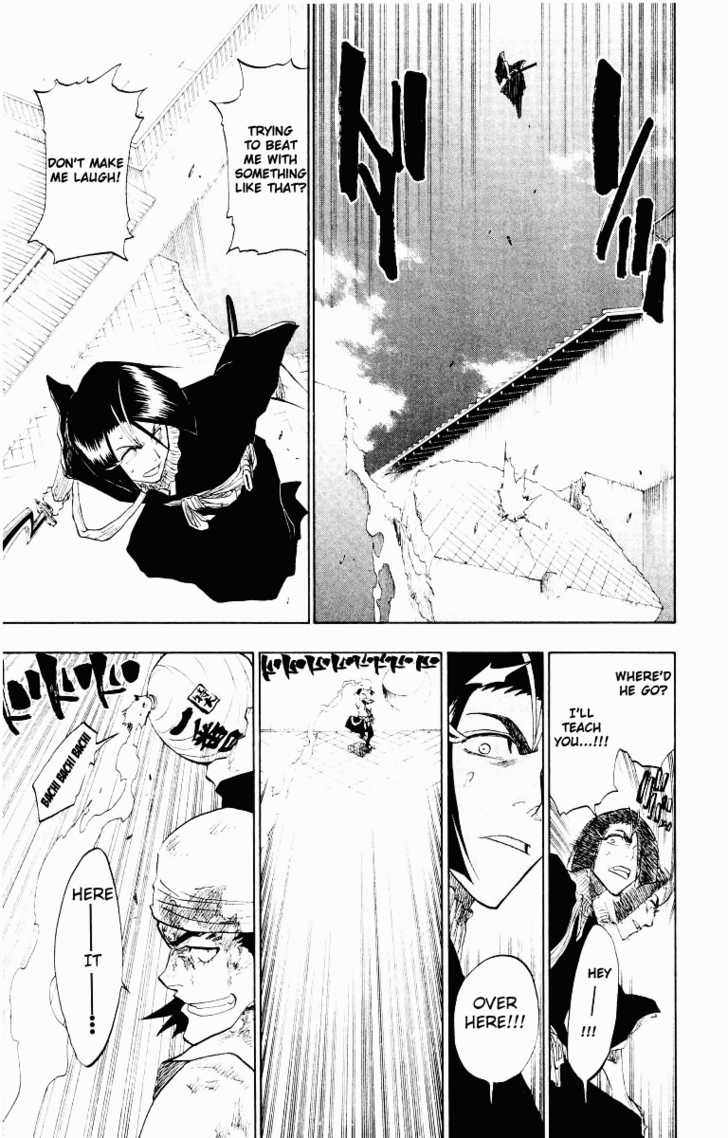 TRYING
TO BEAT
ME WITH
SOMETHING
LIKE THAT?
DON'T MAKE
ME LAUGH!
WHERE'D
HE GO?
I'LL
TEACH
YOU...!!!
HEY
—
!!!
OVER
HERE!!!
BACHI BACHI BACHI
HERE
—
IT
—...